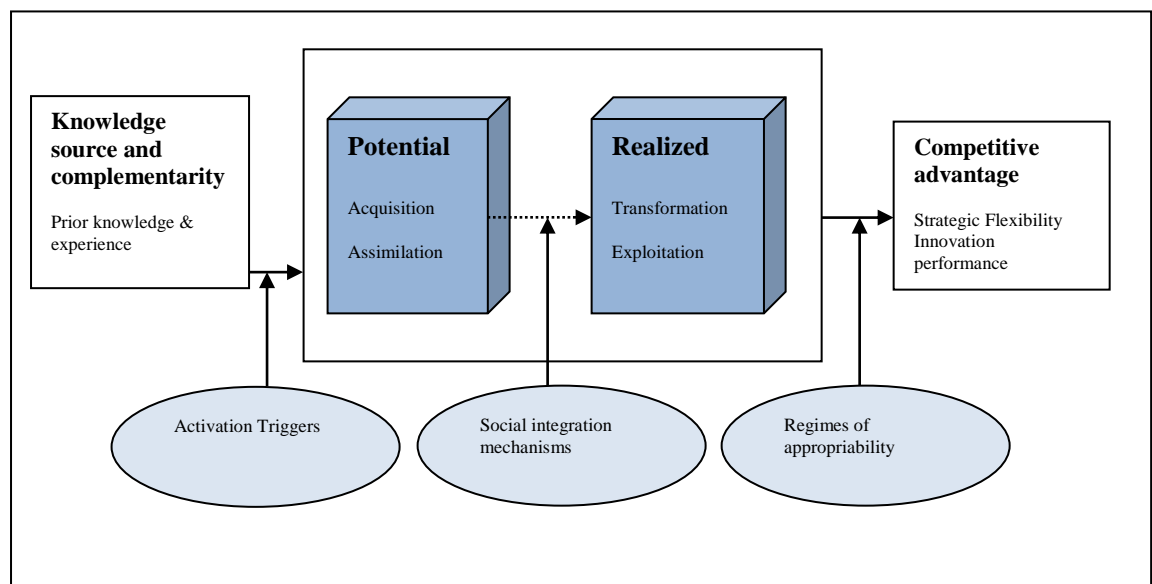 Knowledge
source and
complementarity
Prior knowledge &
experience
Potential
Acquisition
Assimilation
Realized
Transformation
Exploitation
Competitive
advantage
Strategic Flexibility
Innovation
performance
Activation Triggers
Social integration
mechanisms
Regimes of
appropriability